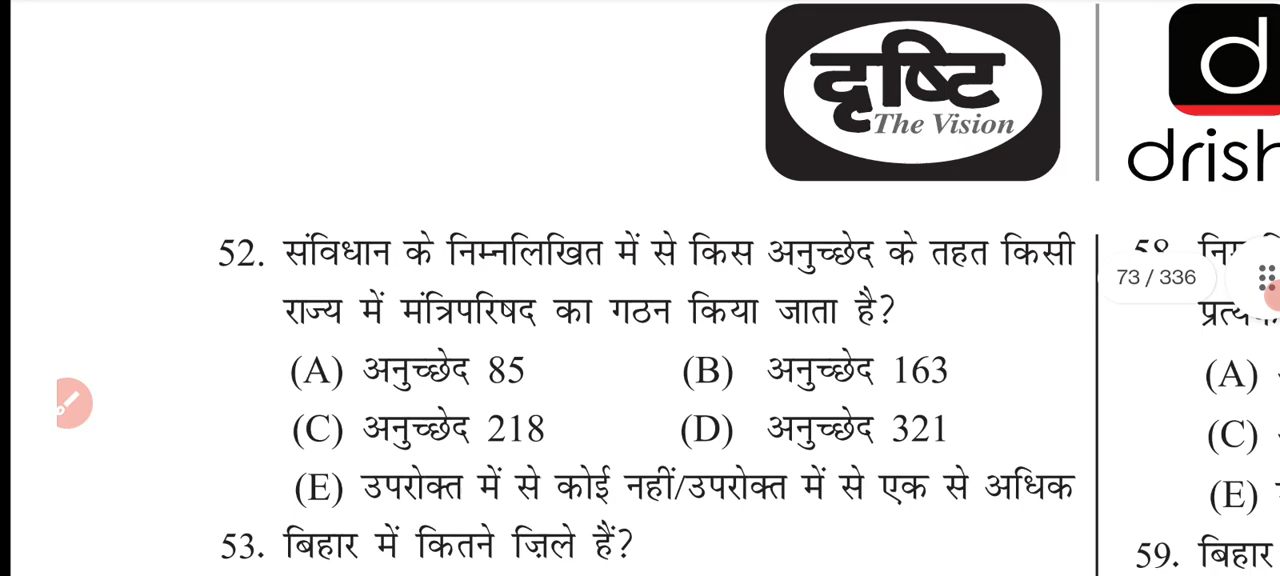 दृष्टि
The Vision
d
drish
52. संविधान के निम्नलिखित में से किस अनुच्छेद के तहत किसी
राज्य में मंत्रिपरिषद का गठन किया जाता है?
(A) अनुच्छेद 85 (B) अनुच्छेद 163
(C) अनुच्छेद 218 (D) अनुच्छेद 321
(E) उपरोक्त में से कोई नहीं/उपरोक्त में से एक से अधिक
53. बिहार में कितने ज़िले हैं?
73 / 336
(A)
(C)
(E)
59. बिहार